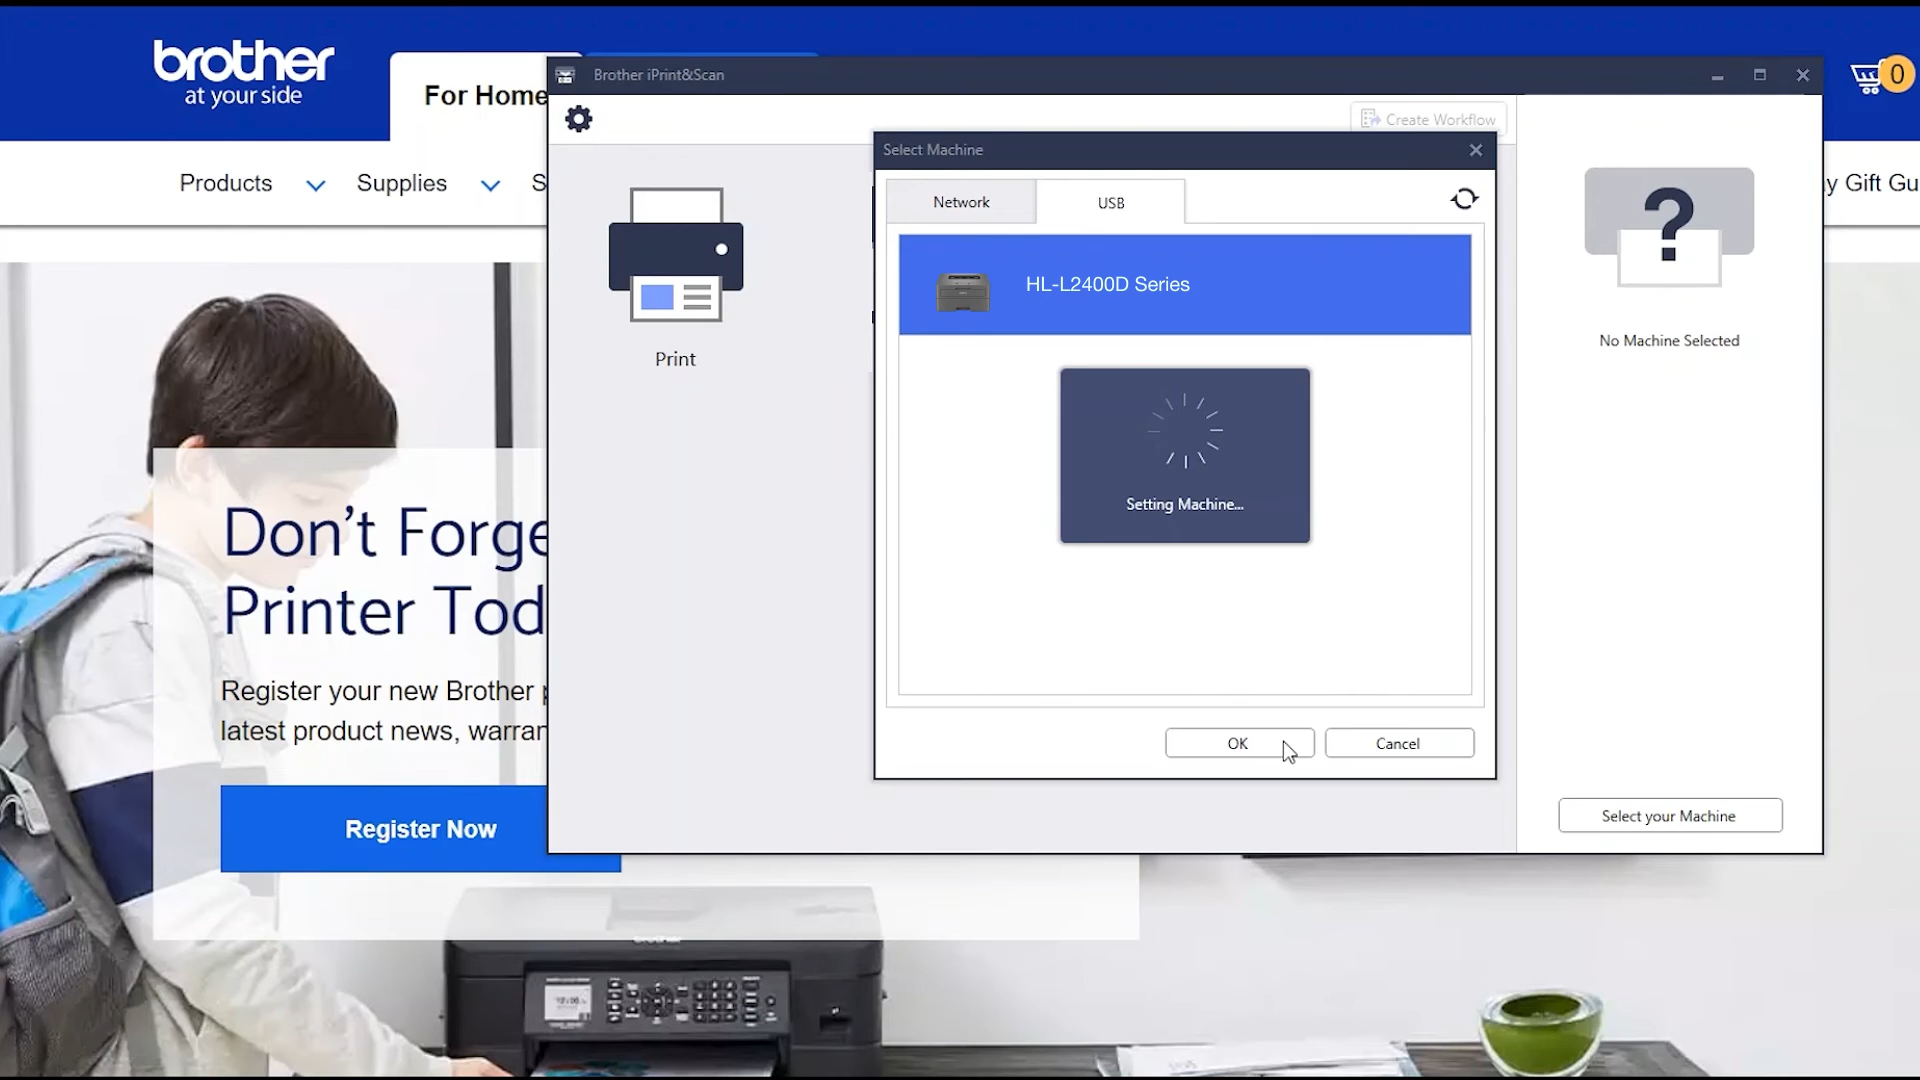 brother
at your side
For Home
Brother iPrint&Scan
0
Create Workflow
Select Machine
Products
Supplies
S
y Gift Gu
Network
USB
HL-L2400D Series
?
No Machine Selected
Print
Setting Machine...
Don't Forge
Printer Tod
Register your new Brother p
latest product news, warran
OK
Cancel
Register Now
Select your Machine
brother